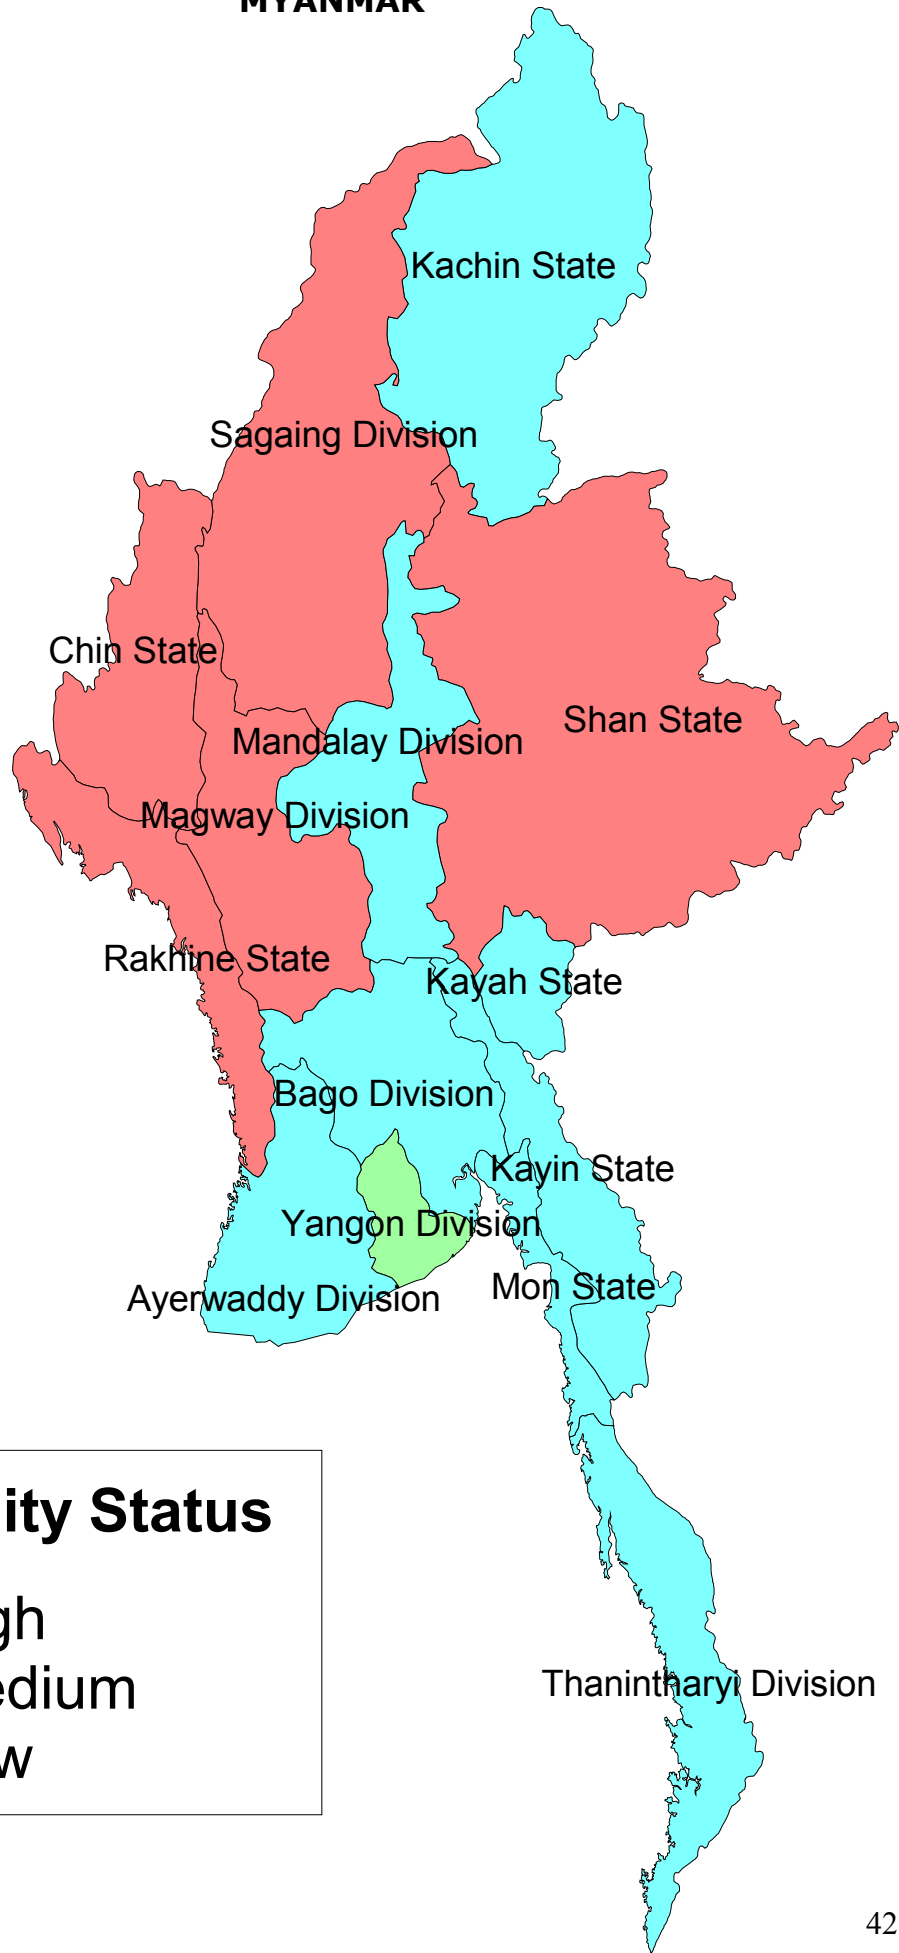 MYANMAR
Kachin State
Sagaing Division
Chin State
Shan State
Mandalay Division
Magway Division
Rakhine State
Kayah State
Bago Division
Kayin State
Yangon Division
Mon State
Ayerwaddy Division
ity Status
gh
edium
w
Thanintharyi Division
42